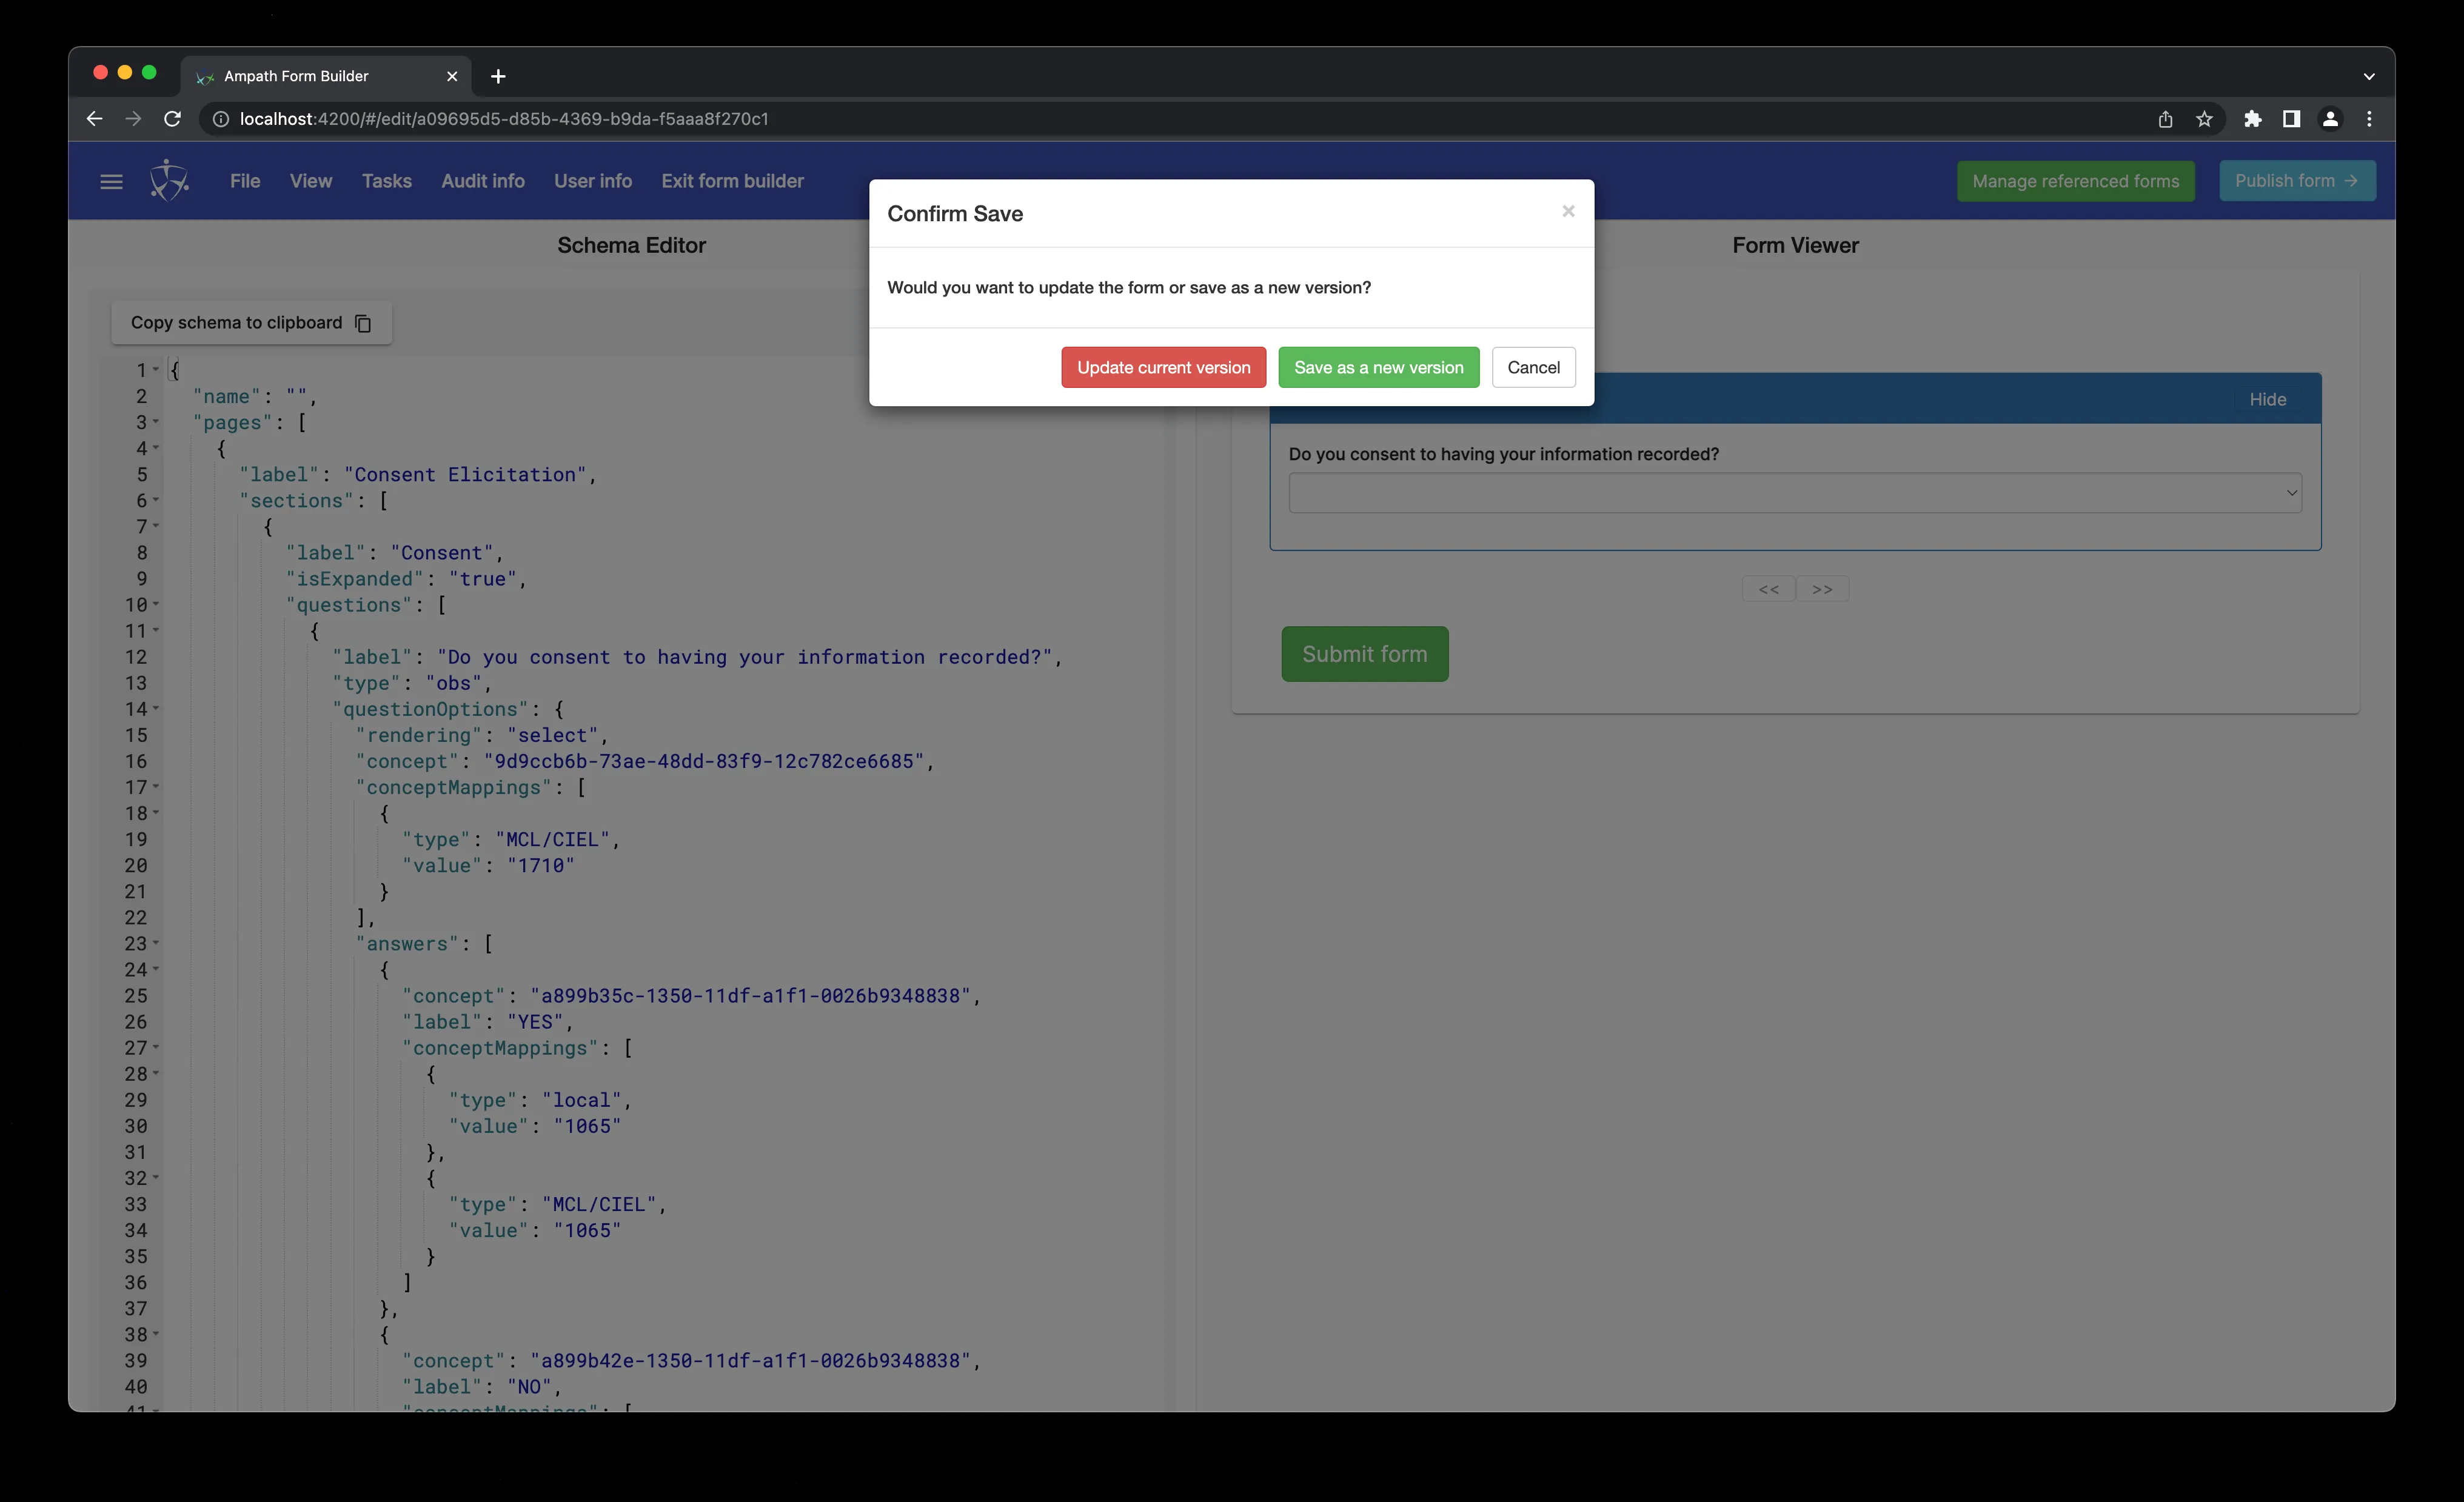 Ampath Form Builder
localhost:4200/#/edit/a09695d5-d85b-4369-b9da-f5aaa8f270c1
File View Tasks Audit info User info Exit form builder
Manage referenced forms
Publish form
Confirm Save
×
Would you want to update the form or save as a new version?
Update current version
Save as a new version
Cancel
Schema Editor
Copy schema to clipboard
1 {
2 "name": "",
3 "pages": [
4 {
5 "label": "Consent Elicitation",
6 "sections": [
7 {
8 "label": "Consent",
9 "isExpanded": "true",
10 "questions": [
11 {
12 "label": "Do you consent to having your information recorded?",
13 "type": "obs",
14 "questionOptions": {
15 "rendering": "select",
16 "concept": "9d9ccb6b-73ae-48dd-83f9-12c782ce6685",
17 "conceptMappings": [
18 {
19 "type": "MCL/CIEL",
20 "value": "1710"
21 }
22 ],
23 "answers": [
24 {
25 "concept": "a899b35c-1350-11df-a1f1-0026b9348838",
26 "label": "YES",
27 "conceptMappings": [
28 {
29 "type": "local",
30 "value": "1065"
31 },
32 {
33 "type": "MCL/CIEL",
34 "value": "1065"
35 }
36 ]
37 },
38 {
39 "concept": "a899b42e-1350-11df-a1f1-0026b9348838",
40 "label": "NO",
41 "conceptMappings": [
Form Viewer
Hide
Do you consent to having your information recorded?
<< >>
Submit form